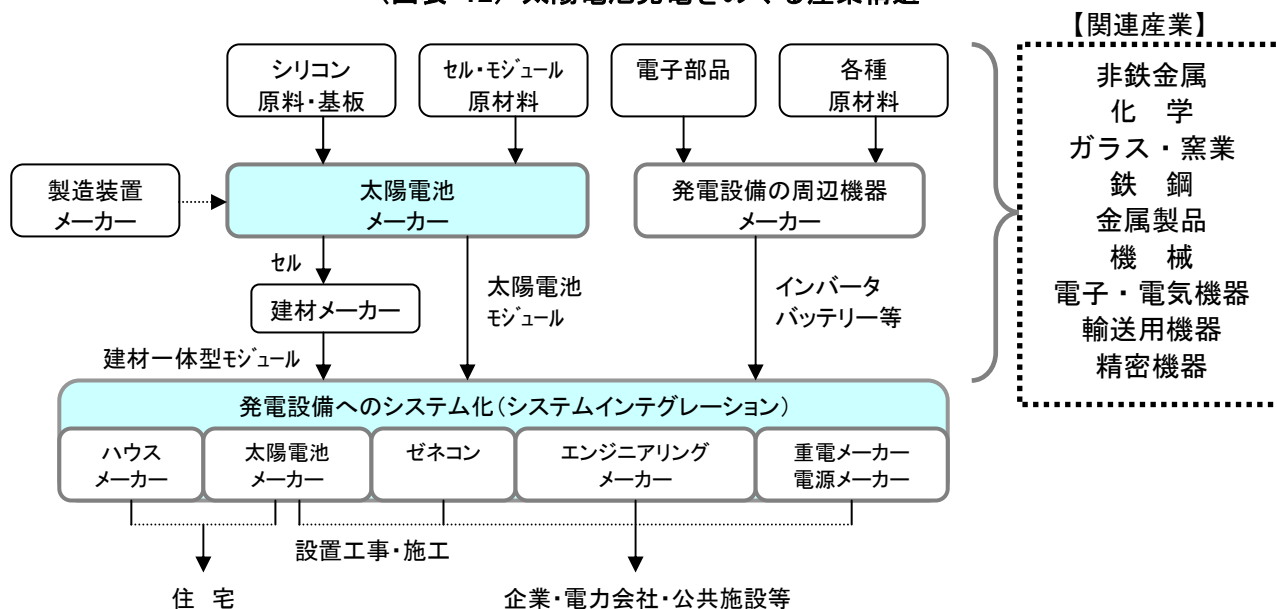 【関連産業】
シリコン
原料・基板
セル・モジュール
原材料
電子部品
各種
原材料
非鉄金属
化　学
ガラス・窯業
鉄　鋼
金属製品
機　械
電子・電気機器
輸送用機器
精密機器
製造装置
メーカー
太陽電池
メーカー
発電設備の周辺機器
メーカー
セル
建材メーカー
太陽電池
モジュール
インバータ
バッテリー等
建材一体型モジュール
発電設備へのシステム化(システムインテグレーション)
ハウス
メーカー
太陽電池
メーカー
ゼネコン
エンジニアリング
メーカー
重電メーカー
電源メーカー
設置工事・施工
住　宅
企業・電力会社・公共施設等